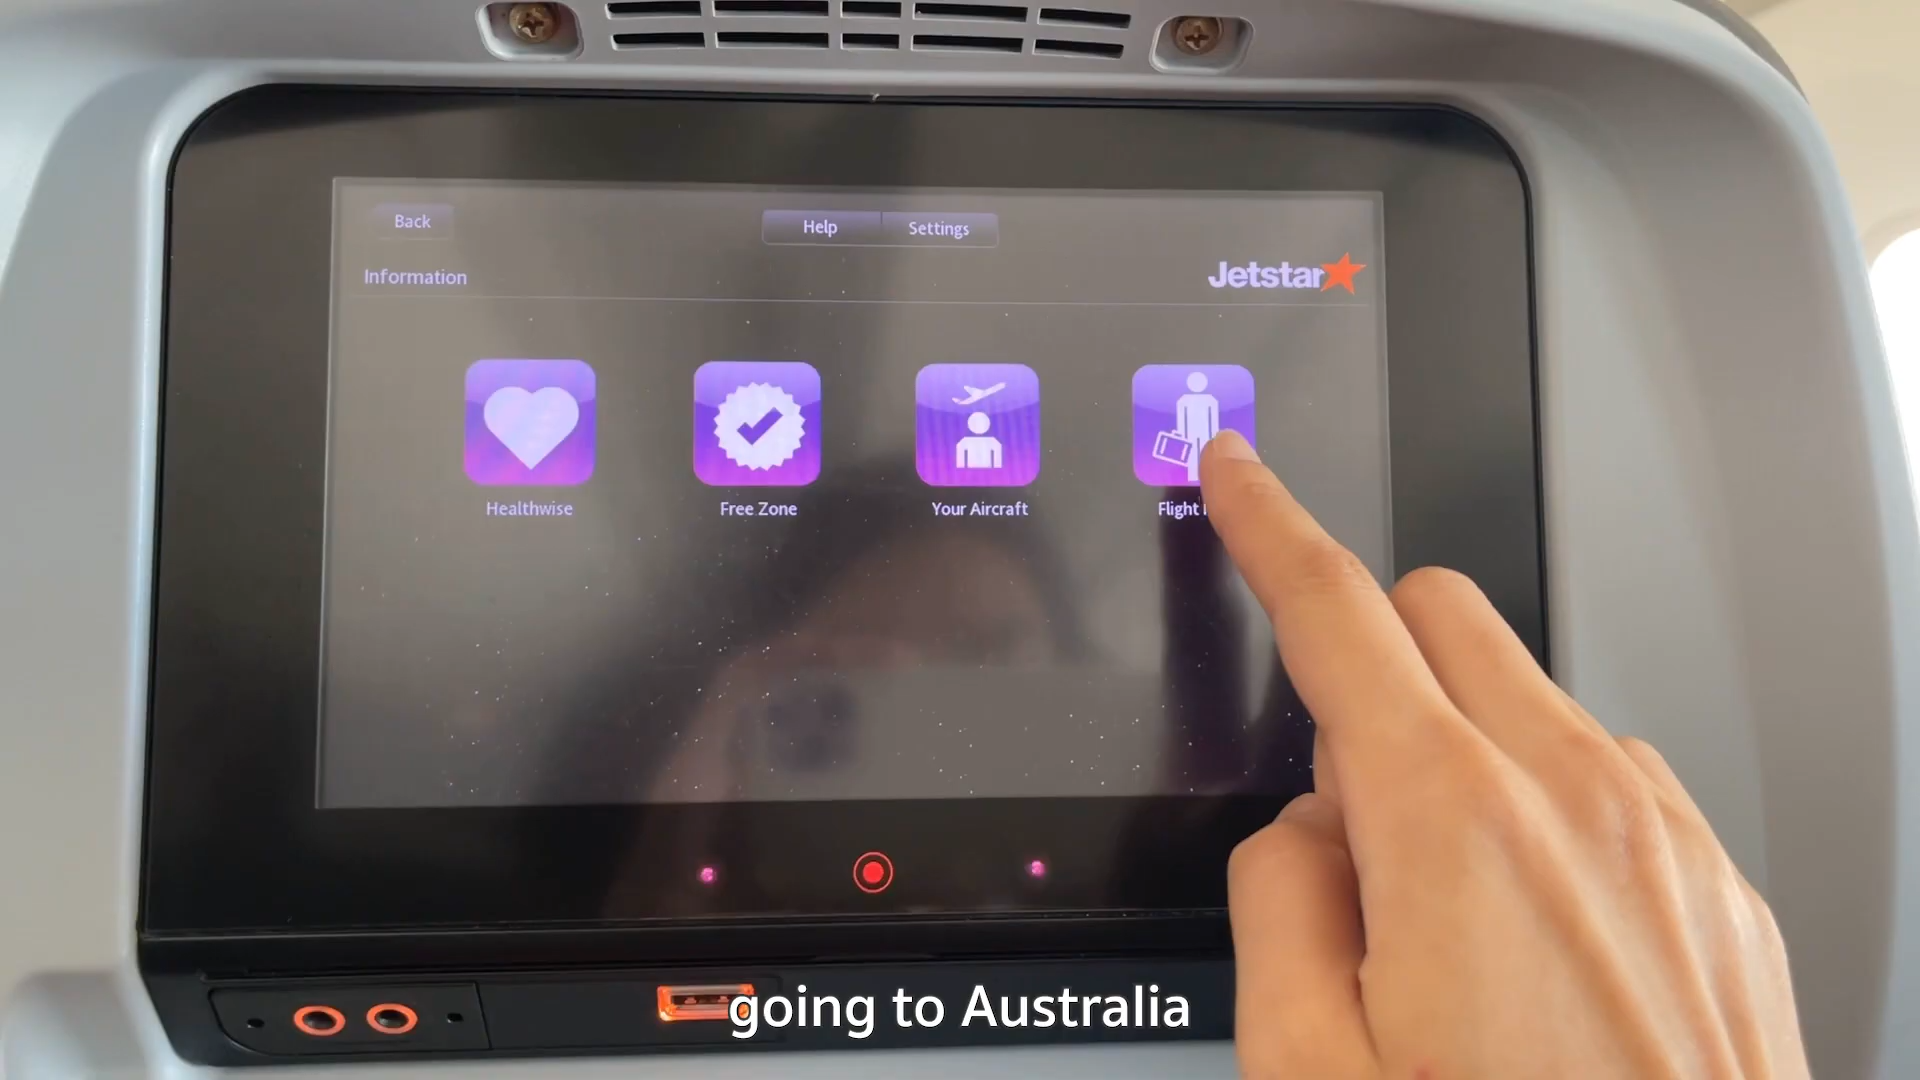 Back
Help
Settings
Information
Jetstar
Healthwise
Free Zone
Your Aircraft
Flight
going to Australia